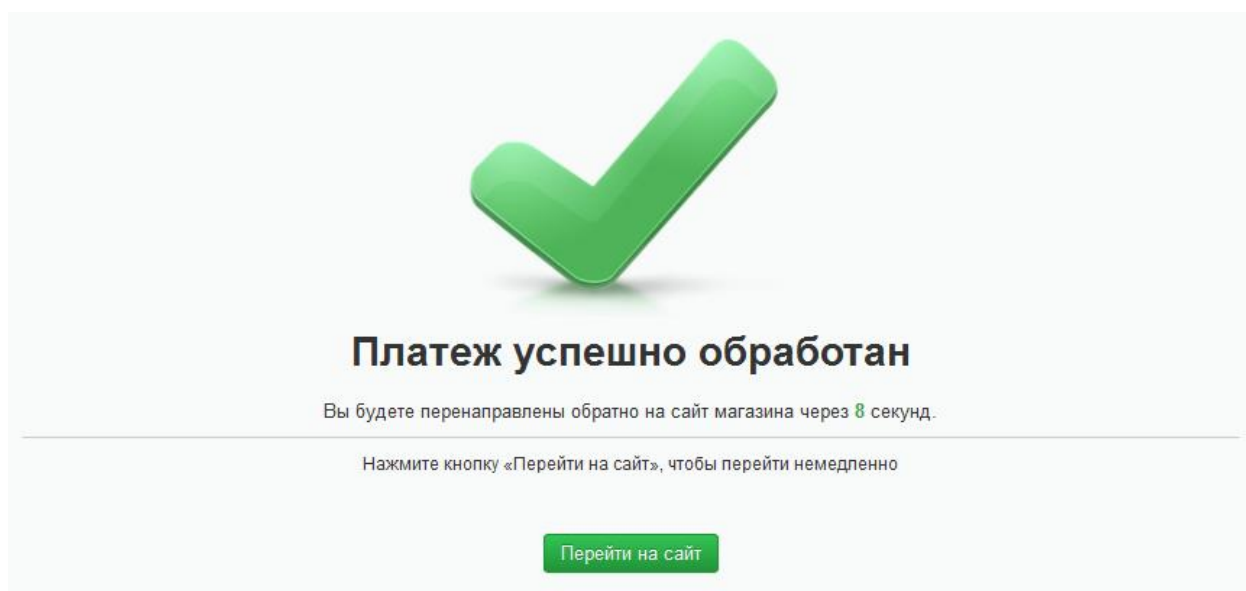 Платеж успешно обработан
Вы будете перенаправлены обратно на сайт магазина через 8 секунд.
Нажмите кнопку «Перейти на сайт», чтобы перейти немедленно
Перейти на сайт